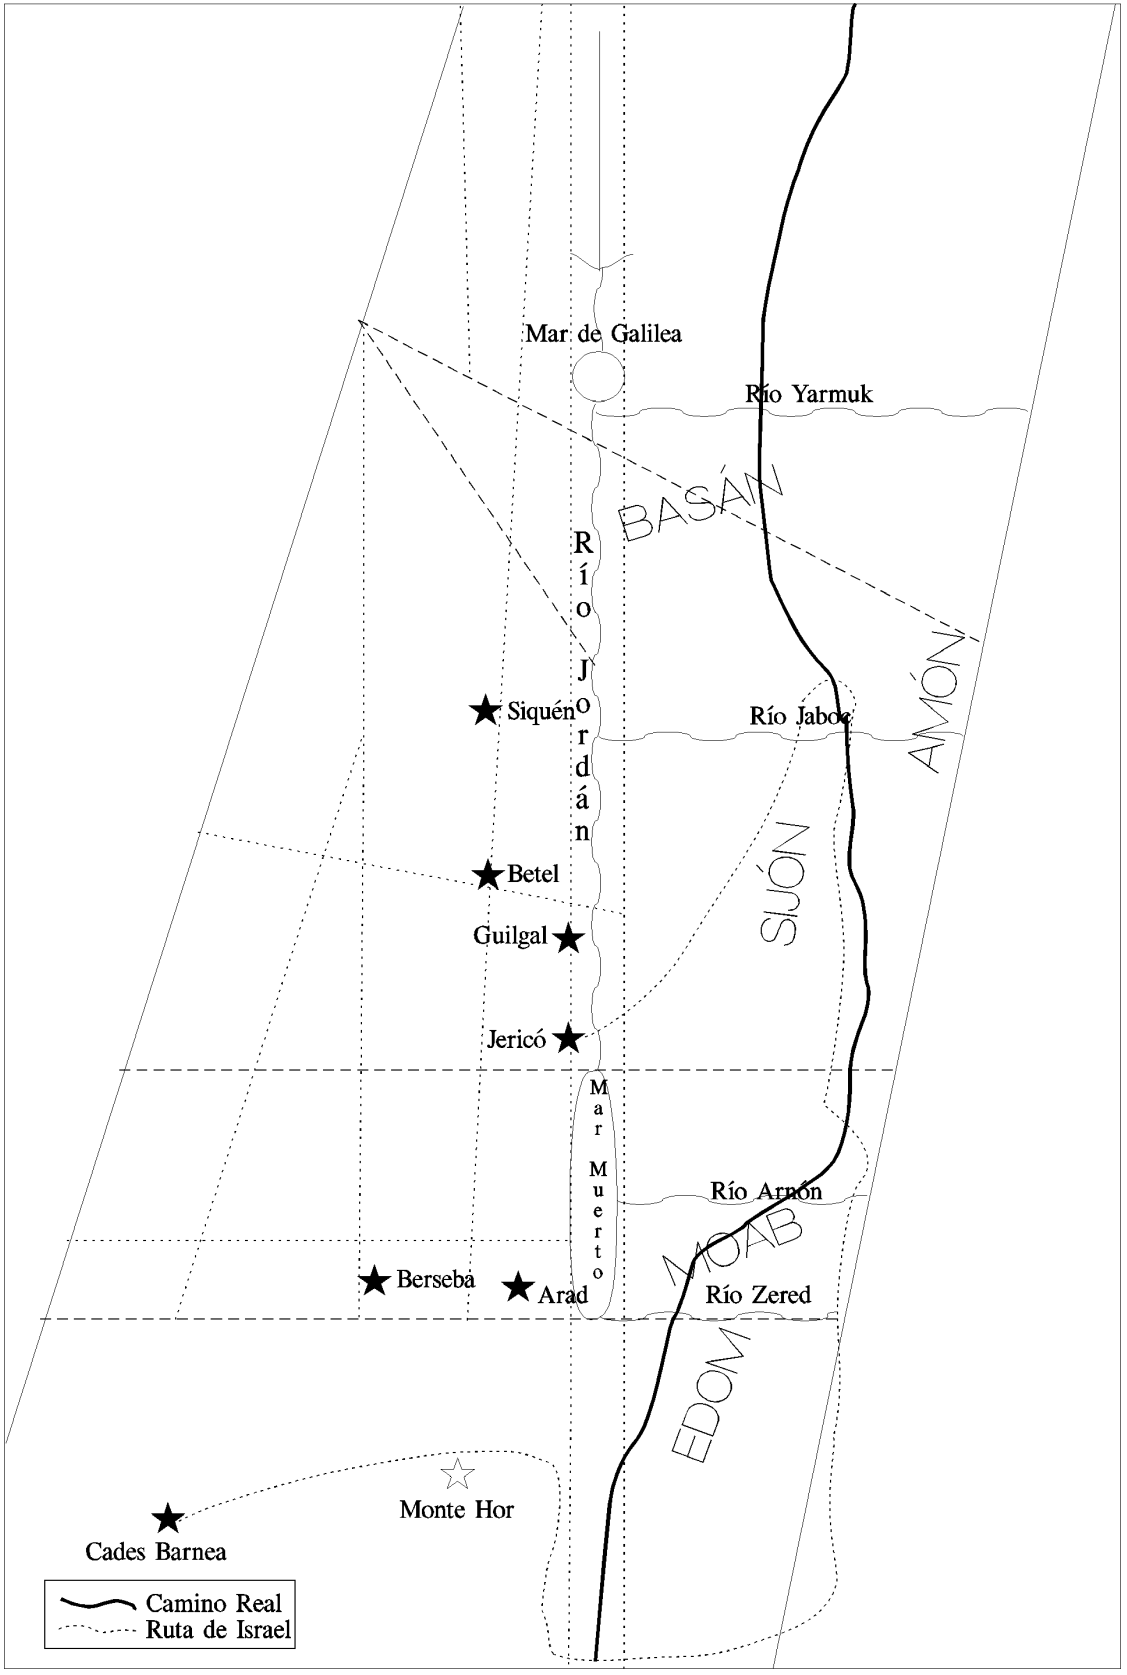 Mar de Galilea
Río Yarmuk
BASÁN
Río Jordán
AMÓN
Siquén
Río Jaboc
SIJÓN
Betel
Guilgal
Jericó
Mar Muerto
Río Arnón
MOAB
Berseba
Arad
Río Zered
EDOM
Monte Hor
Cades Barnea
Camino Real
Ruta de Israel